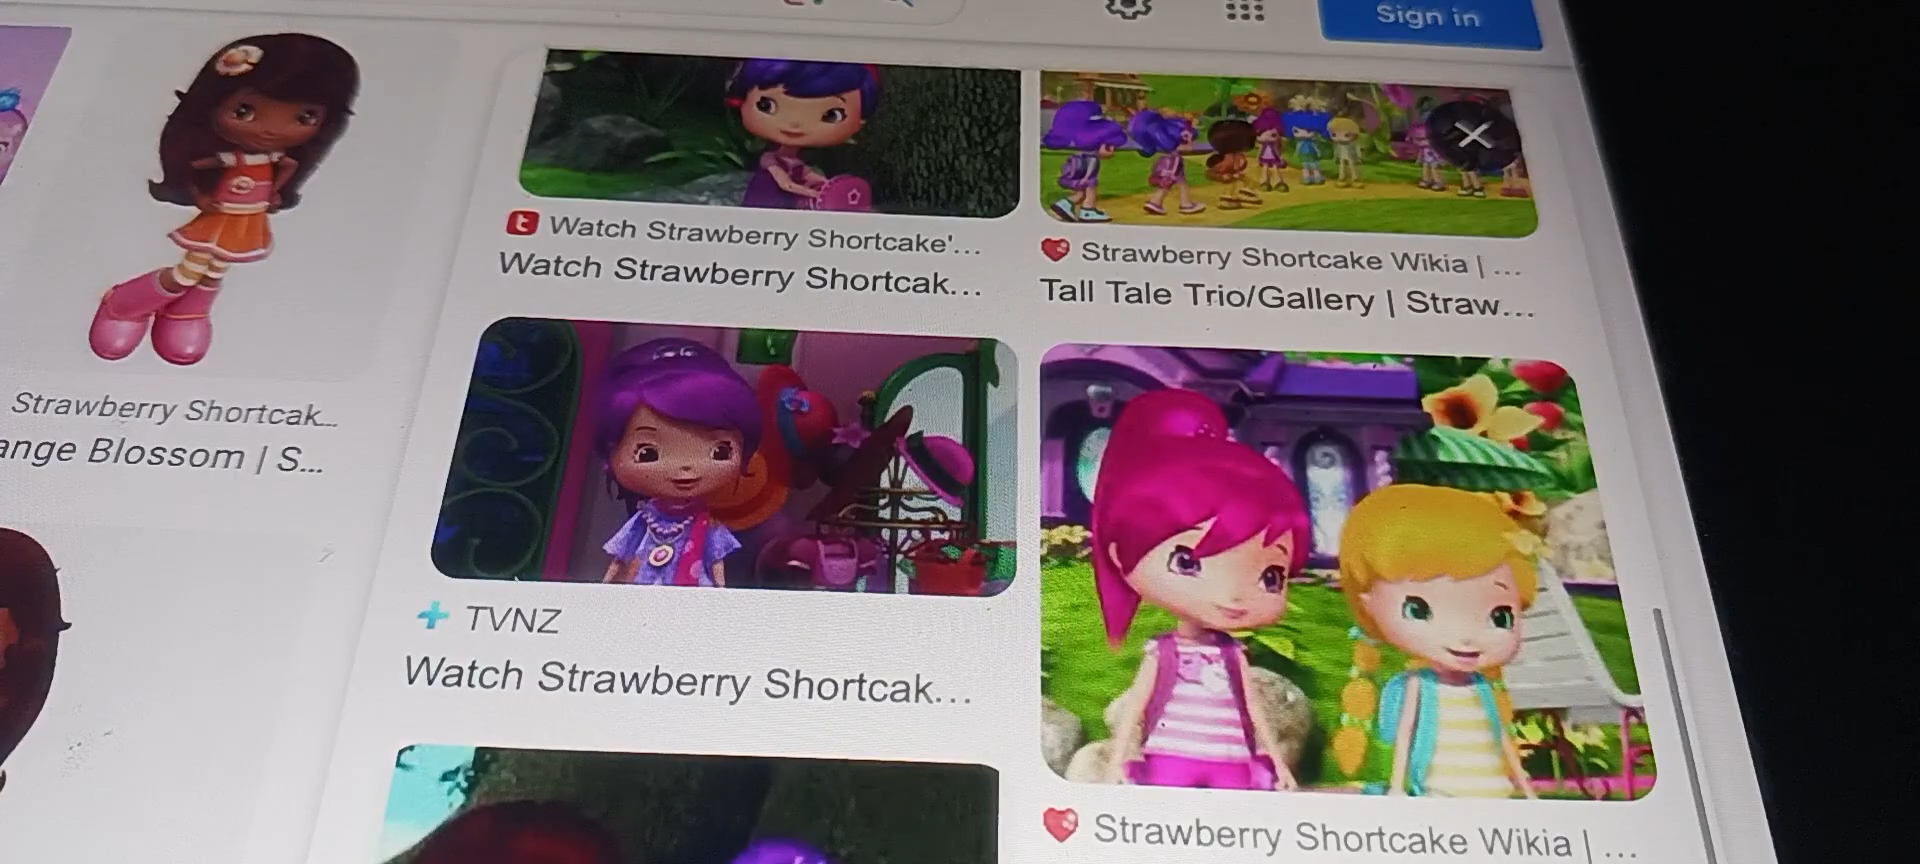 Sign in
Strawberry Shortcak...
ange Blossom | S...
Watch Strawberry Shortcake'...
Watch Strawberry Shortcak...
Strawberry Shortcake Wikia | ...
Tall Tale Trio/Gallery | Straw...
TVNZ
Watch Strawberry Shortcak...
Strawberry Shortcake Wikia | ...